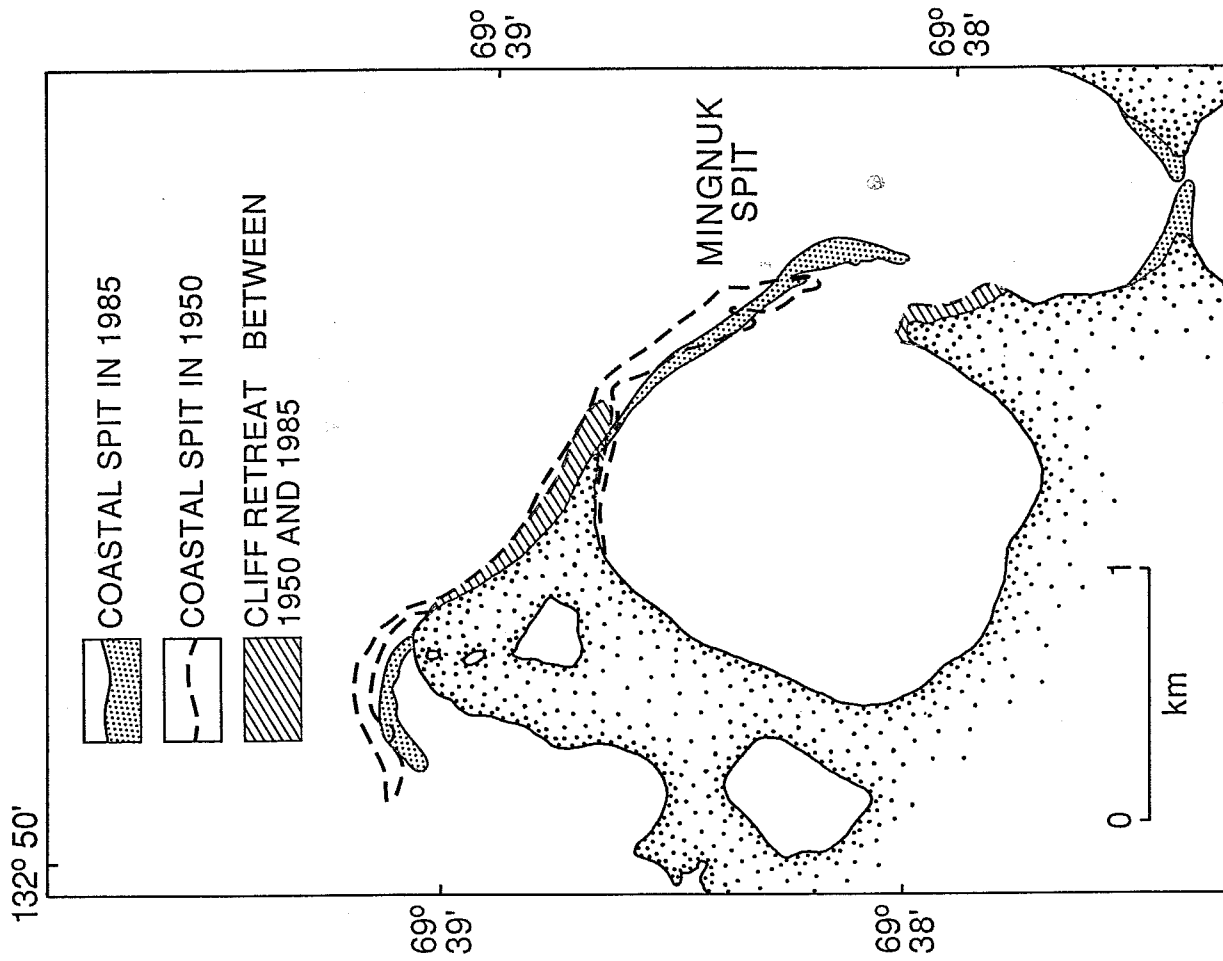 COASTAL SPIT IN 1985
COASTAL SPIT IN 1950
CLIFF RETREAT BETWEEN
1950 AND 1985
132° 50'
69°
39'
69°
38'
69°
39'
69°
38'
MINGNUK
SPIT
0 1
km